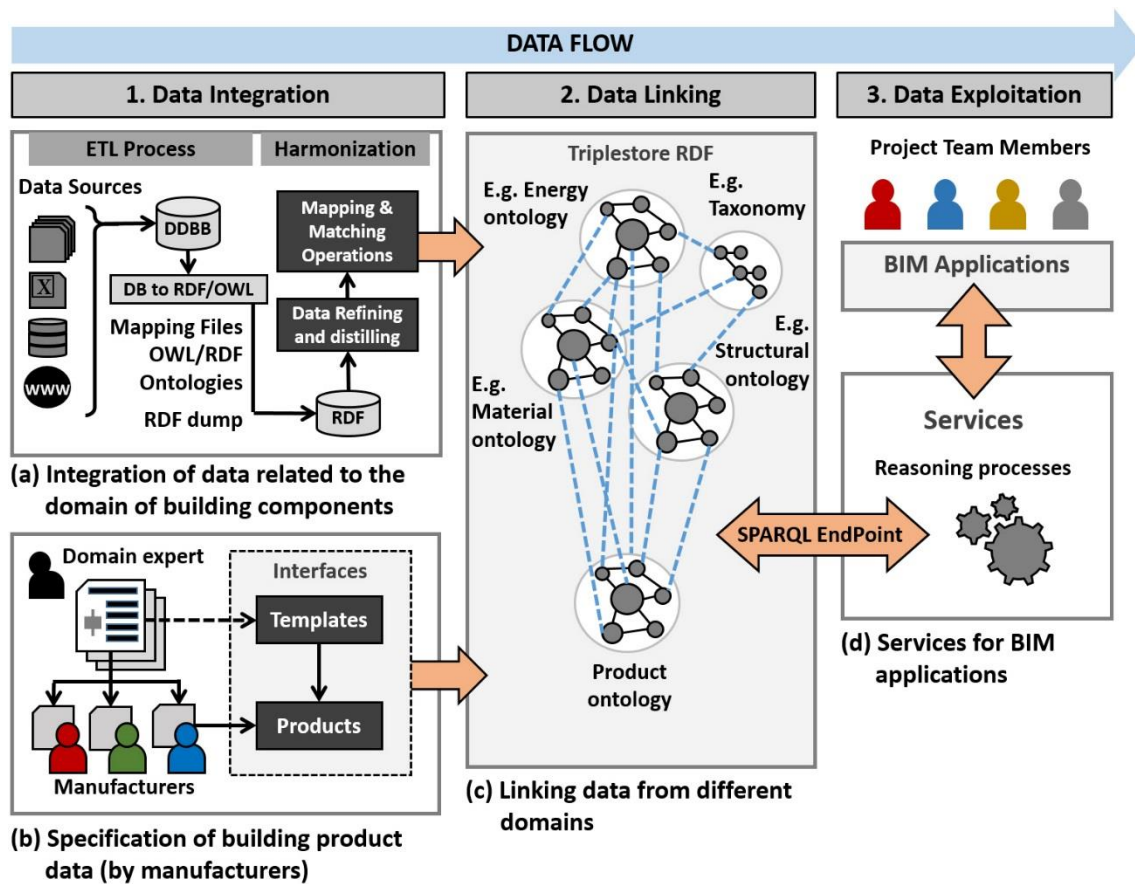 DATA FLOW
1. Data Integration
2. Data Linking
3. Data Exploitation
ETL Process
Harmonization
Data Sources
DDBB
X
WWW
DB to RDF/OWL
Mapping Files
OWL/RDF
Ontologies
RDF dump
Mapping &
Matching
Operations
Data Refining
and distilling
RDF
(a) Integration of data related to the
domain of building components
Domain expert
Interfaces
Templates
Products
Manufacturers
(b) Specification of building product
data (by manufacturers)
Triplestore RDF
E.g. Energy
ontology
E.g.
Taxonomy
E.g.
Structural
ontology
E.g.
Material
ontology
Product
ontology
(c) Linking data from different
domains
SPARQL EndPoint
Project Team Members
BIM Applications
Services
Reasoning processes
(d) Services for BIM
applications